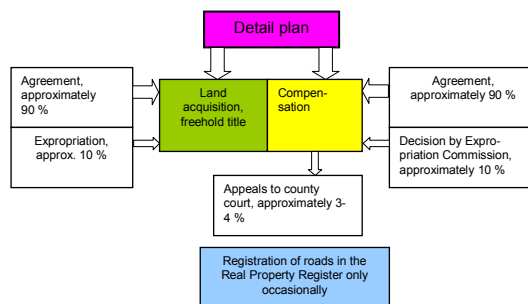 Detail plan
Agreement,
approximately
90 %
Land
acquisition,
freehold title
Compen-
sation
Agreement,
approximately 90 %
Expropriation,
approx. 10 %
Decision by Expro-
priation Commission,
approximately 10 %
Appeals to county
court, approximately 3-
4 %
Registration of roads in the
Real Property Register only
occasionally